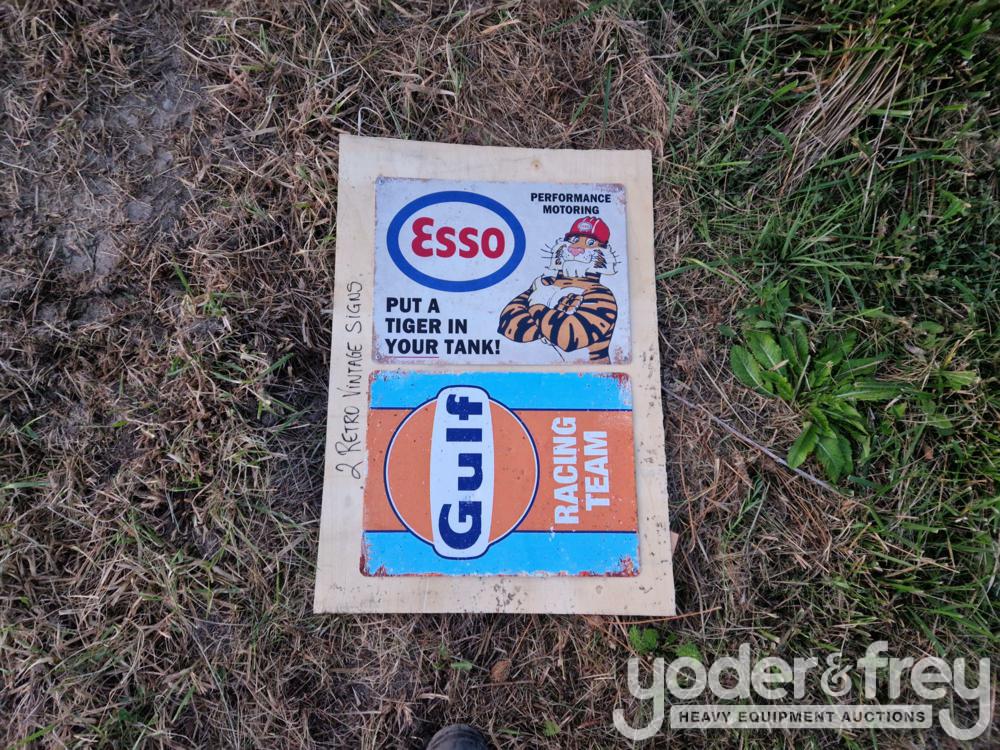 2 RETRO VINTAGE SIGNS.
Esso
PERFORMANCE
MOTORING
PUT A
TIGER IN
YOUR TANK!
Gulf
RACING
TEAM
yoder&frey
HEAVY EQUIPMENT AUCTIONS